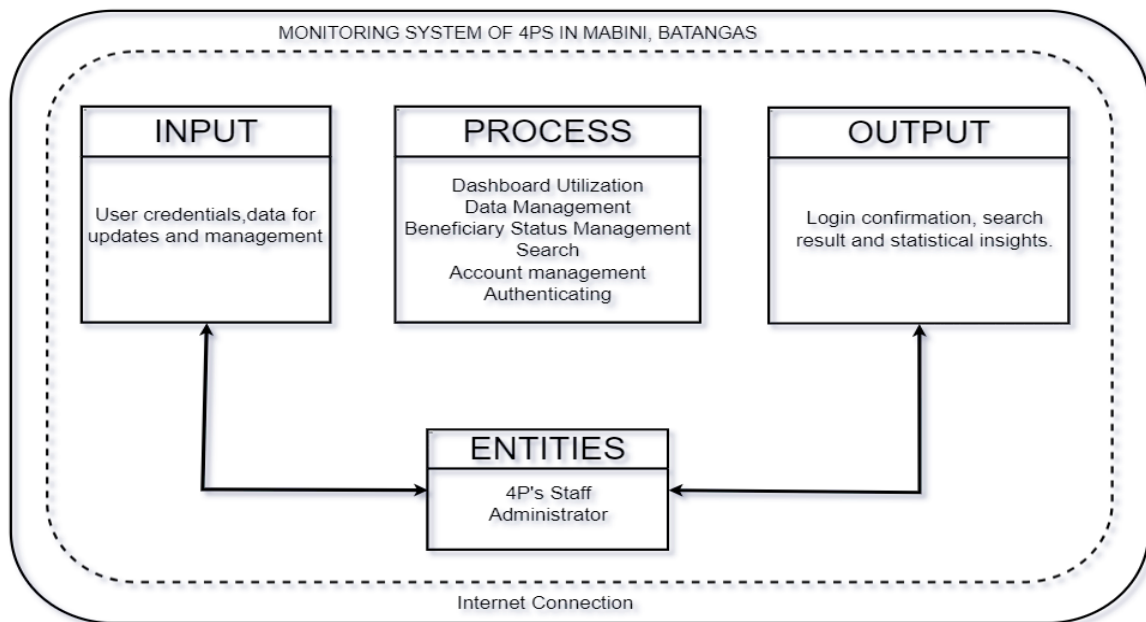 MONITORING SYSTEM OF 4PS IN MABINI, BATANGAS
INPUT
User credentials,data for
updates and management
PROCESS
Dashboard Utilization
Data Management
Beneficiary Status Management
Search
Account management
Authenticating
OUTPUT
Login confirmation, search
result and statistical insights.
ENTITIES
4P's Staff
Administrator
Internet Connection